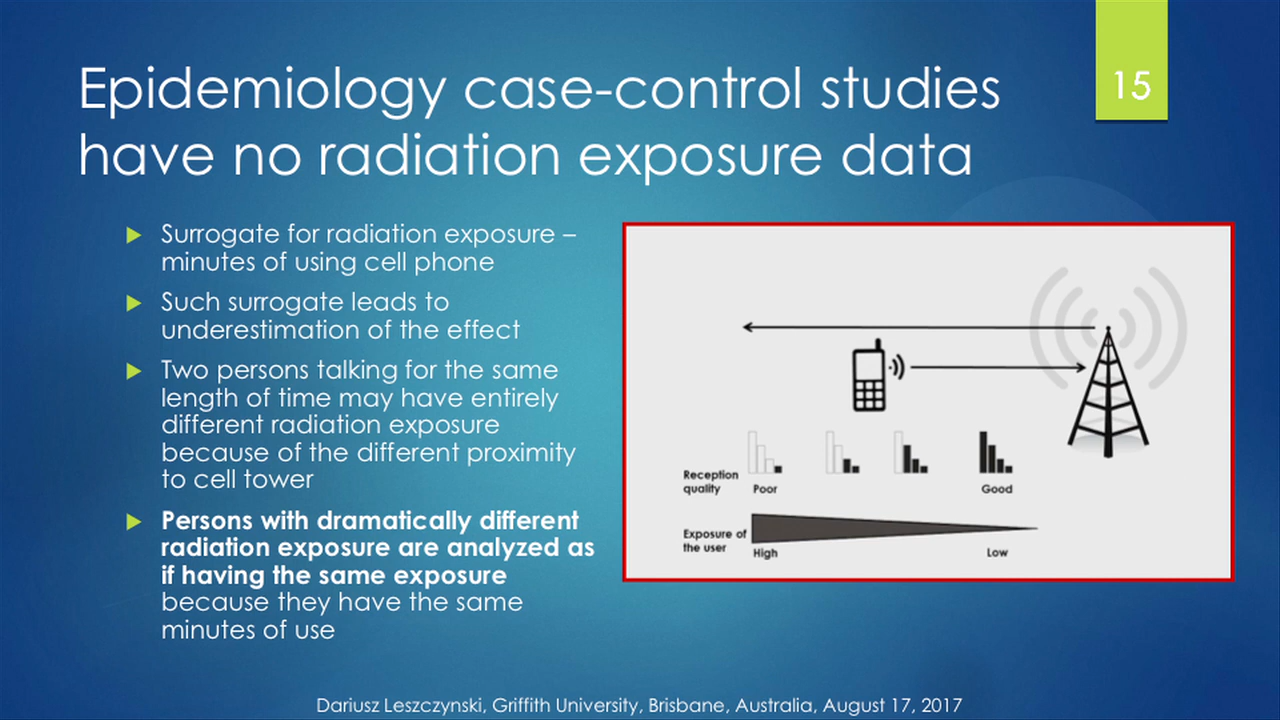 Epidemiology case-control studies
have no radiation exposure data
15
Surrogate for radiation exposure –
minutes of using cell phone
Such surrogate leads to
underestimation of the effect
Two persons talking for the same
length of time may have entirely
different radiation exposure
because of the different proximity
to cell tower
Persons with dramatically different
radiation exposure are analyzed as
if having the same exposure
because they have the same
minutes of use
Reception
quality
Poor
Good
Exposure of
the user
High
Low
Dariusz Leszczynski, Griffith University, Brisbane, Australia, August 17, 2017